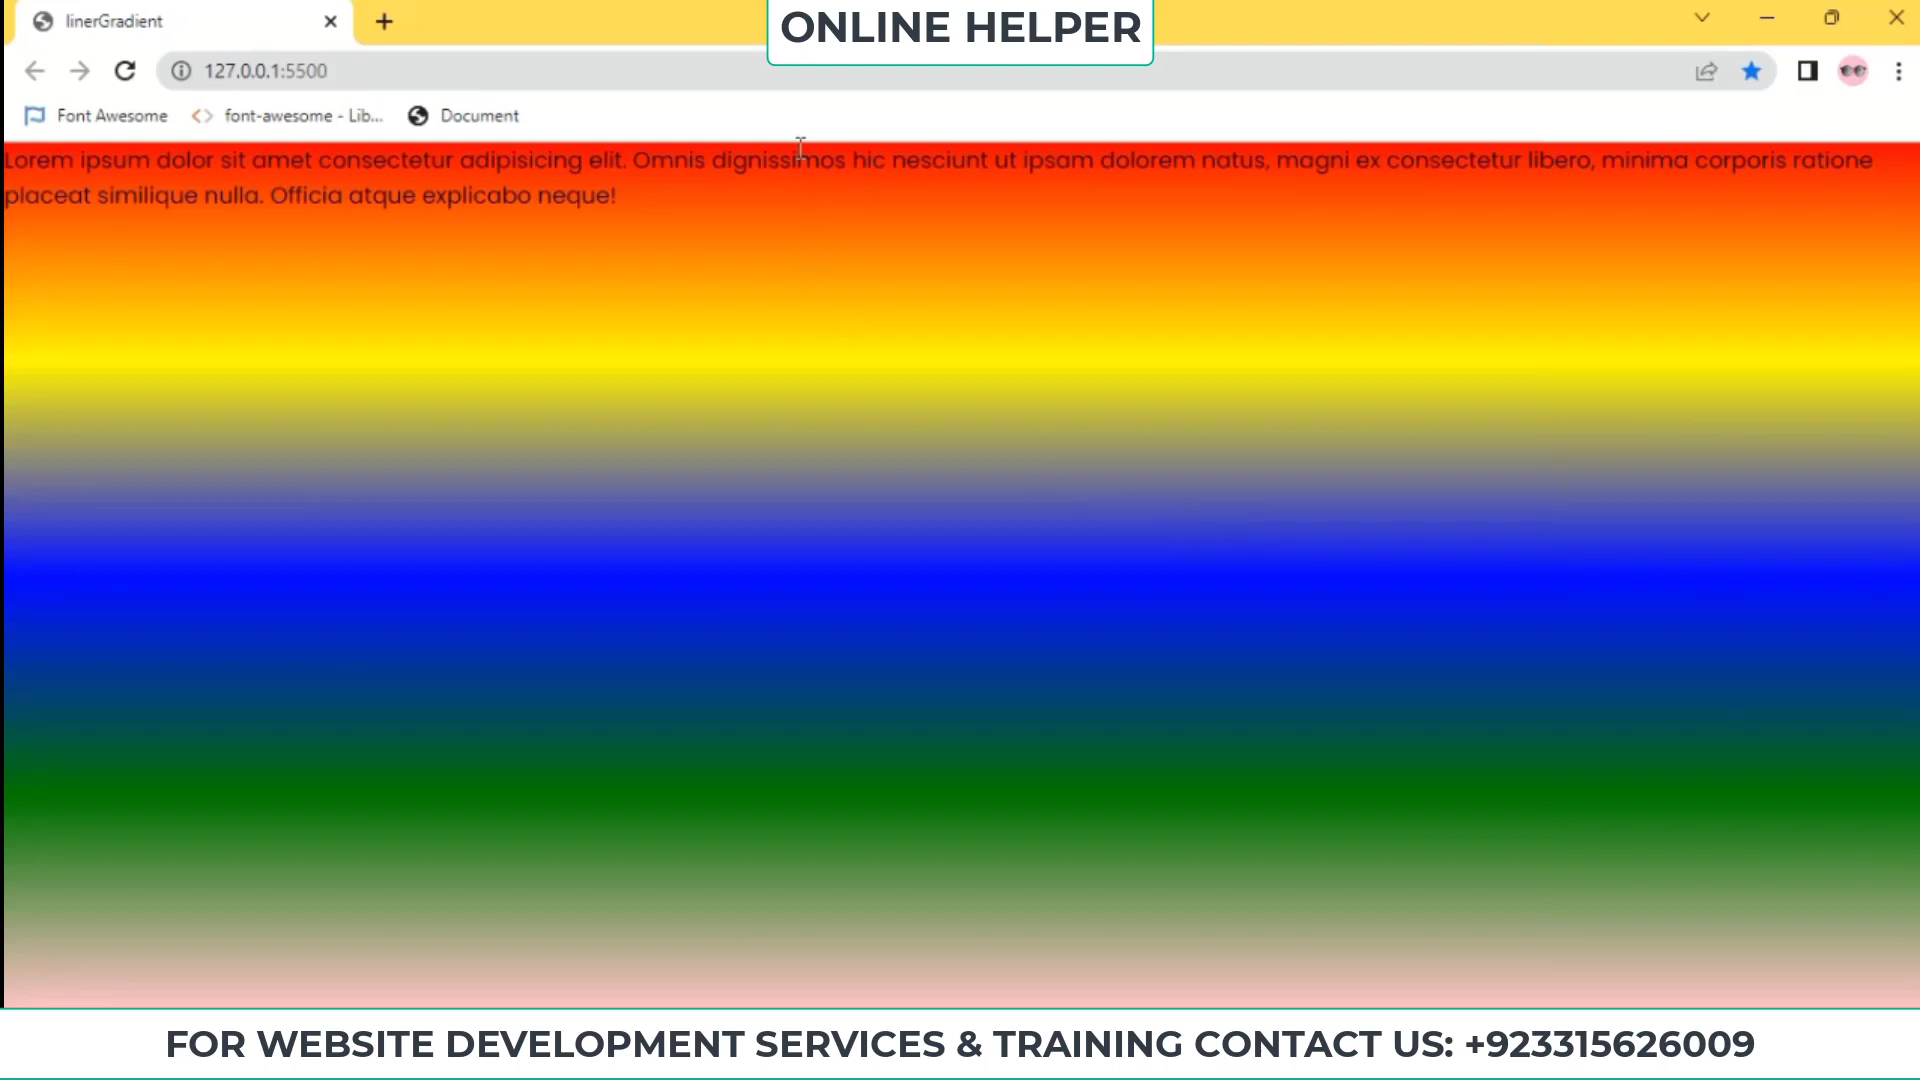 linerGradient
ONLINE HELPER
127.0.0.1:5500
Font Awesome
font-awesome - Lib...
Document
Lorem ipsum dolor sit amet consectetur adipisicing elit. Omnis dignissimos hic nesciunt ut ipsam dolorem natus, magni ex consectetur libero, minima corporis ratione
placeat similique nulla. Officia atque explicabo neque!
FOR WEBSITE DEVELOPMENT SERVICES & TRAINING CONTACT US: +923315626009